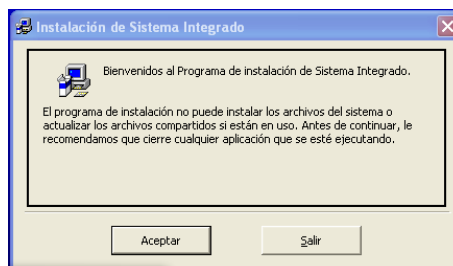 Instalación de Sistema Integrado
Bienvenidos al Programa de instalación de Sistema Integrado.
El programa de instalación no puede instalar los archivos del sistema o
actualizar los archivos compartidos si están en uso. Antes de continuar, le
recomendamos que cierre cualquier aplicación que se esté ejecutando.
Aceptar
Salir